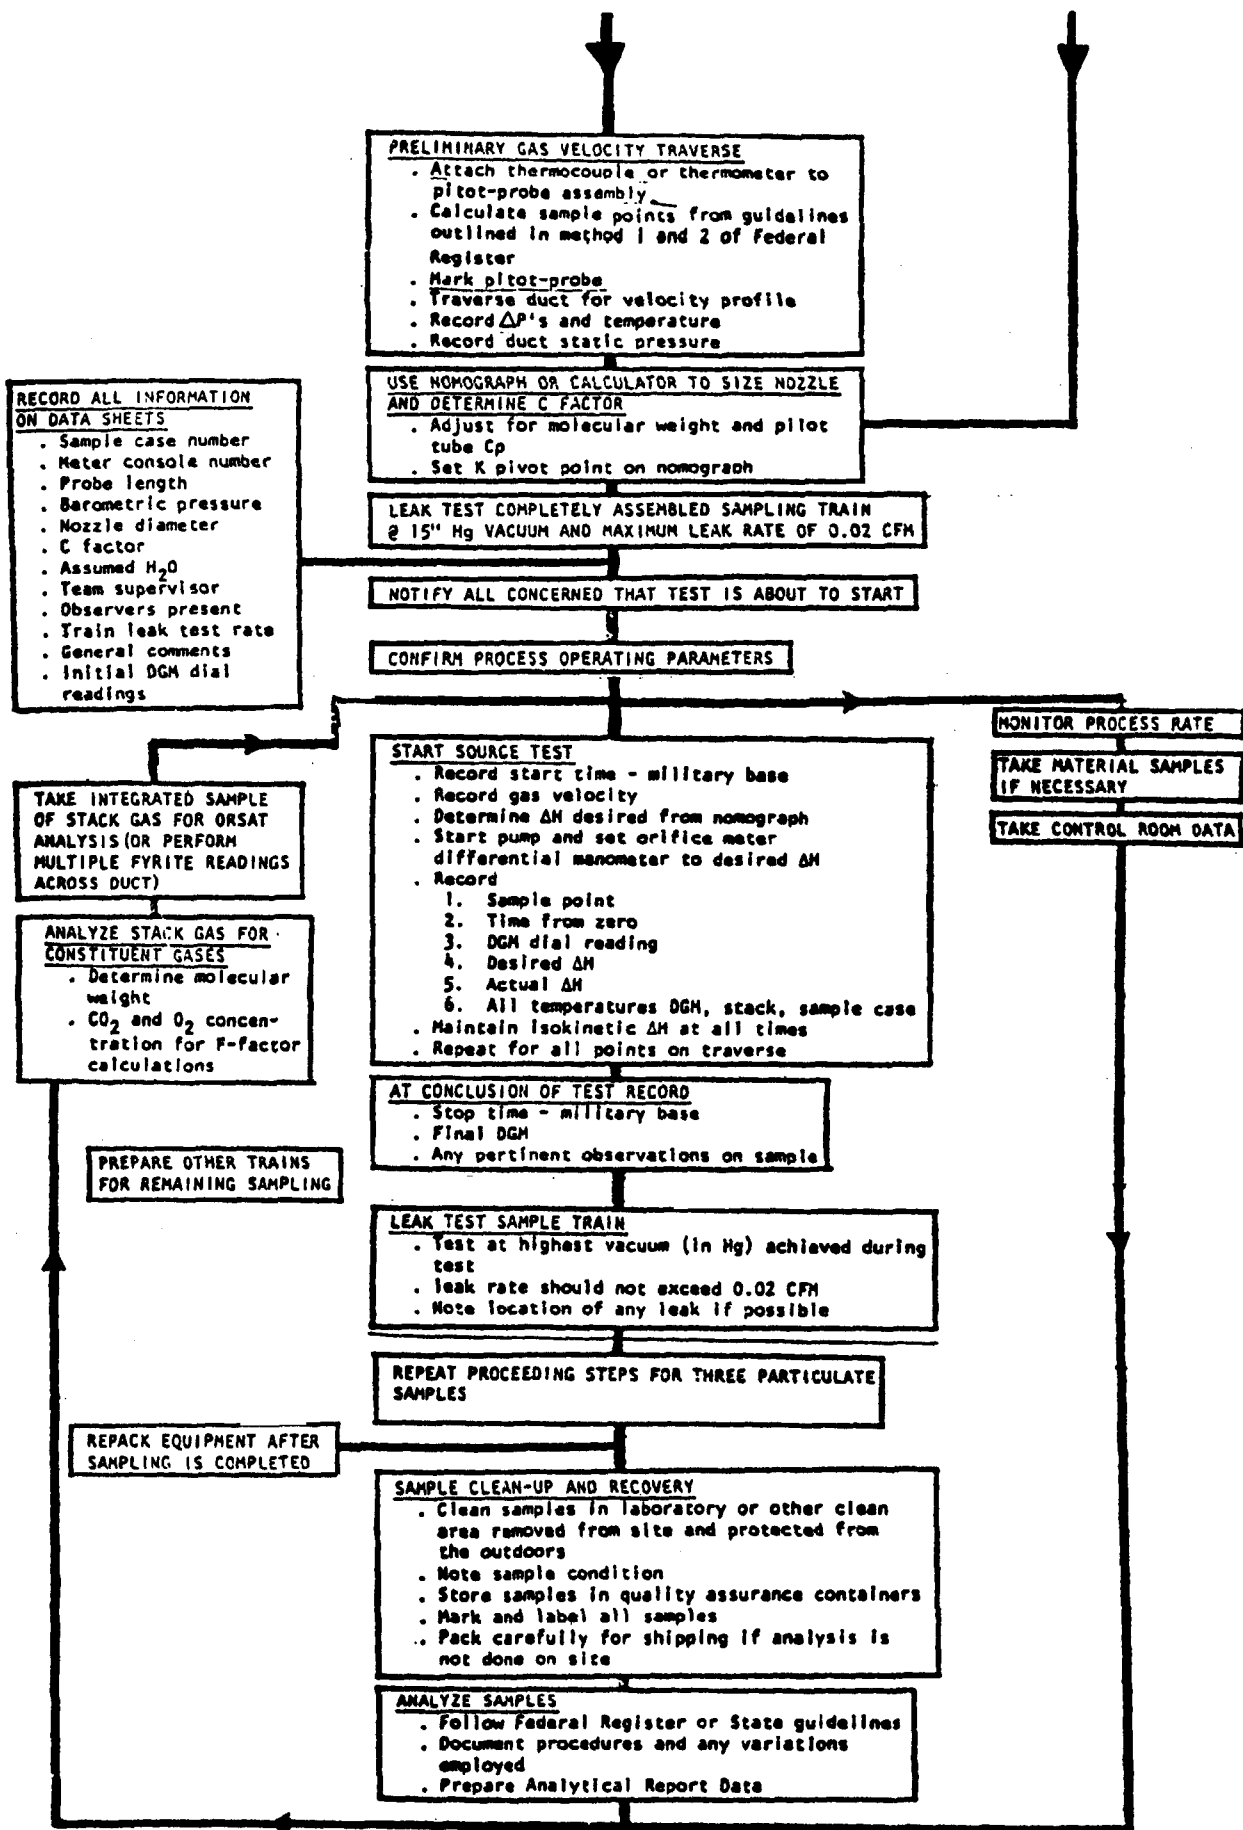 PRELIMINARY GAS VELOCITY TRAVERSE
. Attach thermocouple or thermometer to
pitot-probe assembly
. Calculate sample points from guidelines
outlined in method 1 and 2 of Federal
Register
. Mark pitot-probe
. Traverse duct for velocity profile
. Record ΔP's and temperature
. Record duct static pressure
USE NOMOGRAPH OR CALCULATOR TO SIZE NOZZLE
AND DETERMINE C FACTOR
. Adjust for molecular weight and pilot
tube Cp
. Set K pivot point on nomograph
RECORD ALL INFORMATION
ON DATA SHEETS
. Sample case number
. Meter console number
. Probe length
. Barometric pressure
. Nozzle diameter
. C factor
. Assumed H₂O
. Team supervisor
. Observers present
. Train leak test rate
. General comments
. Initial DGM dial
readings
LEAK TEST COMPLETELY ASSEMBLED SAMPLING TRAIN
@ 15" Hg VACUUM AND MAXIMUM LEAK RATE OF 0.02 CFM
NOTIFY ALL CONCERNED THAT TEST IS ABOUT TO START
CONFIRM PROCESS OPERATING PARAMETERS
MONITOR PROCESS RATE
TAKE MATERIAL SAMPLES
IF NECESSARY
TAKE CONTROL ROOM DATA
START SOURCE TEST
. Record start time - military base
. Record gas velocity
. Determine ΔH desired from nomograph
. Start pump and set orifice meter
differential manometer to desired ΔH
. Record
1. Sample point
2. Time from zero
3. DGM dial reading
4. Desired ΔH
5. Actual ΔH
6. All temperatures DGM, stack, sample case
. Maintain isokinetic ΔH at all times
. Repeat for all points on traverse
TAKE INTEGRATED SAMPLE
OF STACK GAS FOR ORSAT
ANALYSIS (OR PERFORM
MULTIPLE FYRITE READINGS
ACROSS DUCT)
ANALYZE STACK GAS FOR
CONSTITUENT GASES
. Determine molecular
weight
. CO₂ and O₂ concen-
tration for F-factor
calculations
AT CONCLUSION OF TEST RECORD
. Stop time - military base
. Final DGM
. Any pertinent observations on sample
PREPARE OTHER TRAINS
FOR REMAINING SAMPLING
LEAK TEST SAMPLE TRAIN
. Test at highest vacuum (in Hg) achieved during
test
. leak rate should not exceed 0.02 CFM
. Note location of any leak if possible
REPEAT PROCEEDING STEPS FOR THREE PARTICULATE
SAMPLES
REPACK EQUIPMENT AFTER
SAMPLING IS COMPLETED
SAMPLE CLEAN-UP AND RECOVERY
. Clean samples in laboratory or other clean
area removed from site and protected from
the outdoors
. Note sample condition
. Store samples in quality assurance containers
. Mark and label all samples
. Pack carefully for shipping if analysis is
not done on site
ANALYZE SAMPLES
. Follow Federal Register or State guidelines
. Document procedures and any variations
employed
. Prepare Analytical Report Data